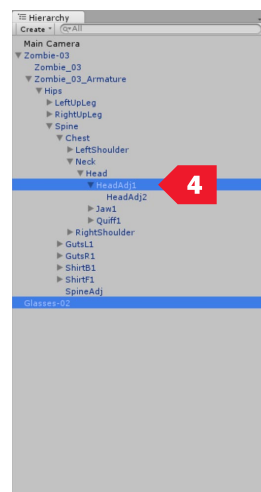 Hierarchy
Create All
Main Camera
Zombie-03
Zombie_03
Zombie_03_Armature
Hips
LeftUpLeg
RightUpLeg
Spine
Chest
LeftShoulder
Neck
Head
HeadAdj1 4
HeadAdj2
Jaw1
Quiff1
RightShoulder
GutsL1
GutsR1
ShirtB1
ShirtF1
SpineAdj
Glasses-02